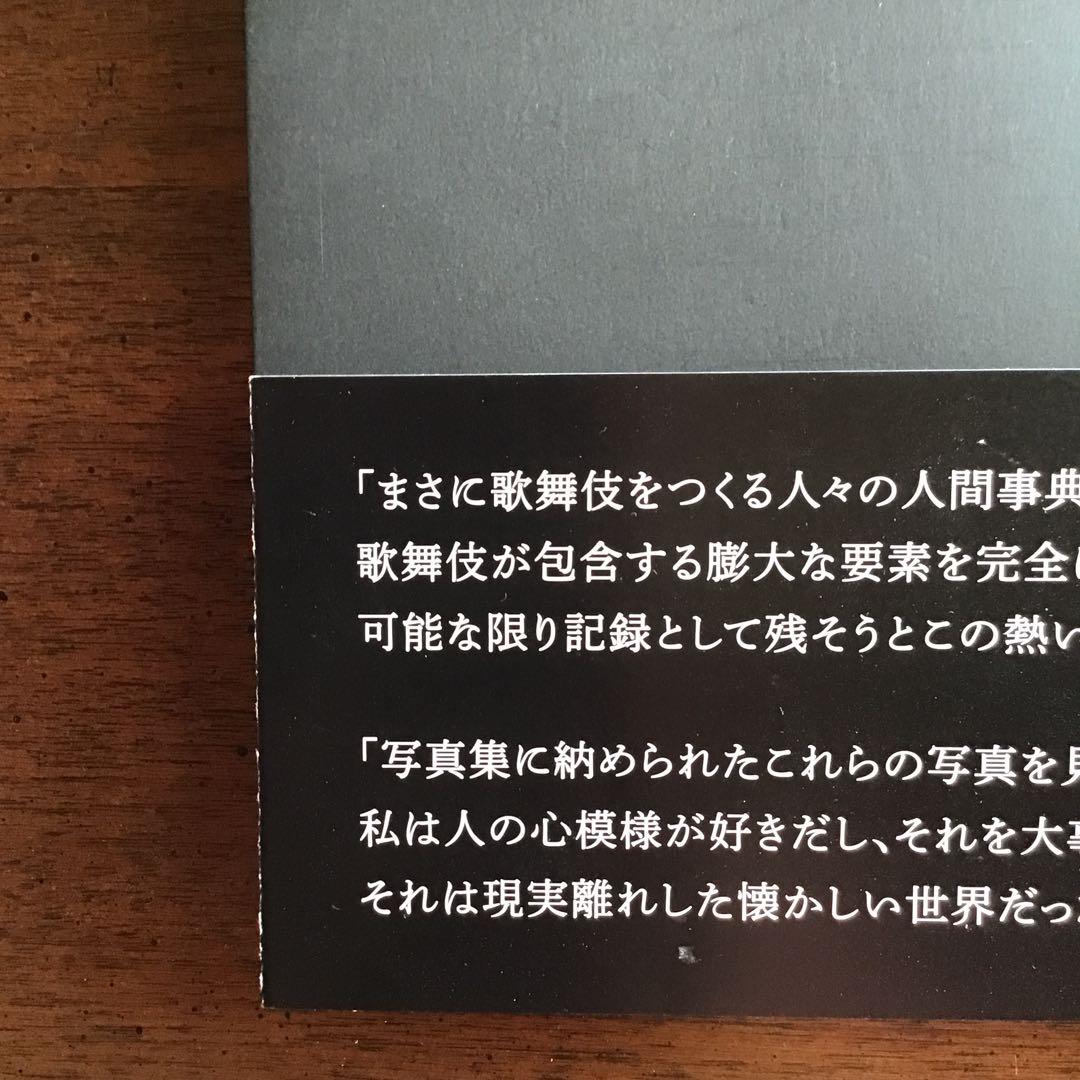 「まさに歌舞伎をつくる人々の人間事典
歌舞伎が包含する膨大な要素を完全に
可能な限り記録として残そうとこの熱い
「写真集に納められたこれらの写真を見
私は人の心模様が好きだし、それを大事
それは現実離れした懐かしい世界だった